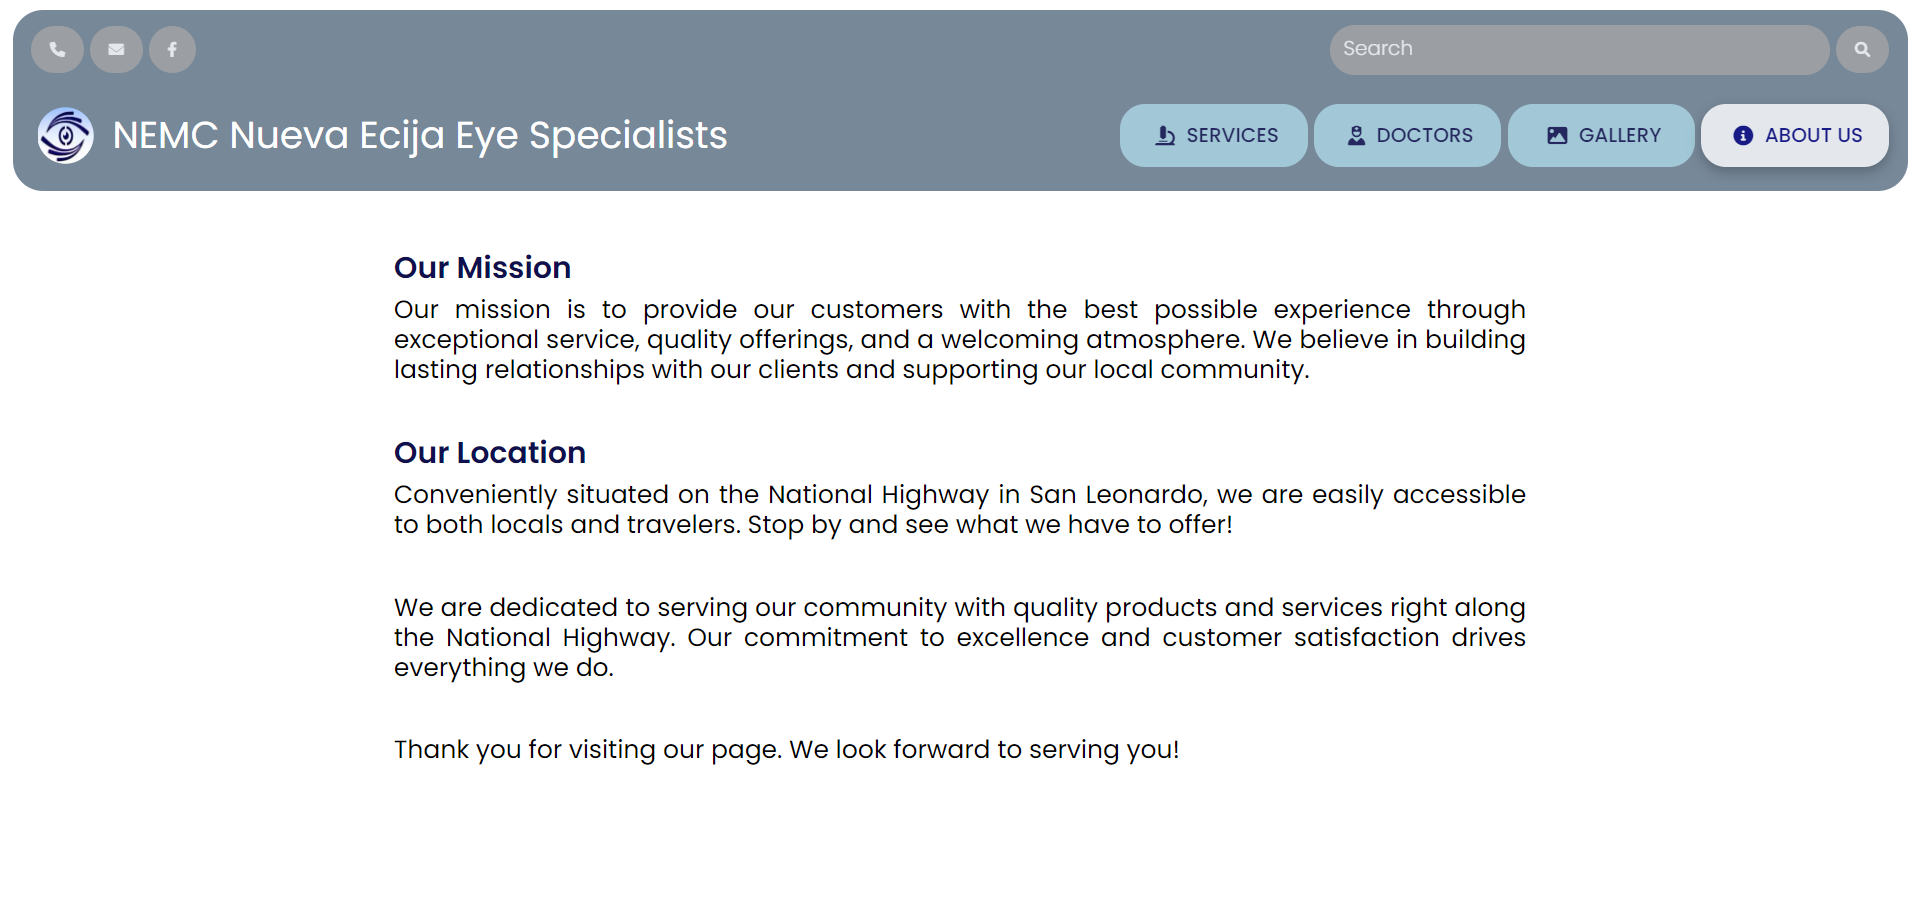 Search
NEMC Nueva Ecija Eye Specialists
SERVICES
DOCTORS
GALLERY
ABOUT US
Our Mission
Our mission is to provide our customers with the best possible experience through
exceptional service, quality offerings, and a welcoming atmosphere. We believe in building
lasting relationships with our clients and supporting our local community.
Our Location
Conveniently situated on the National Highway in San Leonardo, we are easily accessible
to both locals and travelers. Stop by and see what we have to offer!
We are dedicated to serving our community with quality products and services right along
the National Highway. Our commitment to excellence and customer satisfaction drives
everything we do.
Thank you for visiting our page. We look forward to serving you!